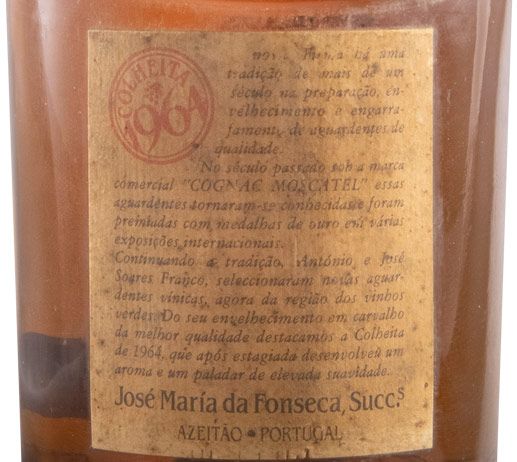 COLHEITA
1964
nossa Firma há uma
tradição de mais de um
século na preparação, en-
velhecimento e engarra-
famento de aguardentes de
qualidade.
No século passado sob a marca
comercial "COGNAC MOSCATEL" essas
aguardentes tornaram-se conhecidas e foram
premiadas com medalhas de ouro em várias
exposições internacionais.
Continuando a tradição, António e José
Soares Franco, seleccionaram novas aguar-
dentes vínicas, agora da região dos vinhos
verdes. Do seu envelhecimento em carvalho
da melhor qualidade destacamos a Colheita
de 1964, que após estagiada desenvolveu um
aroma e um paladar de elevada suavidade.
José María da Fonseca, Succ.s
AZEITÃO • PORTUGAL